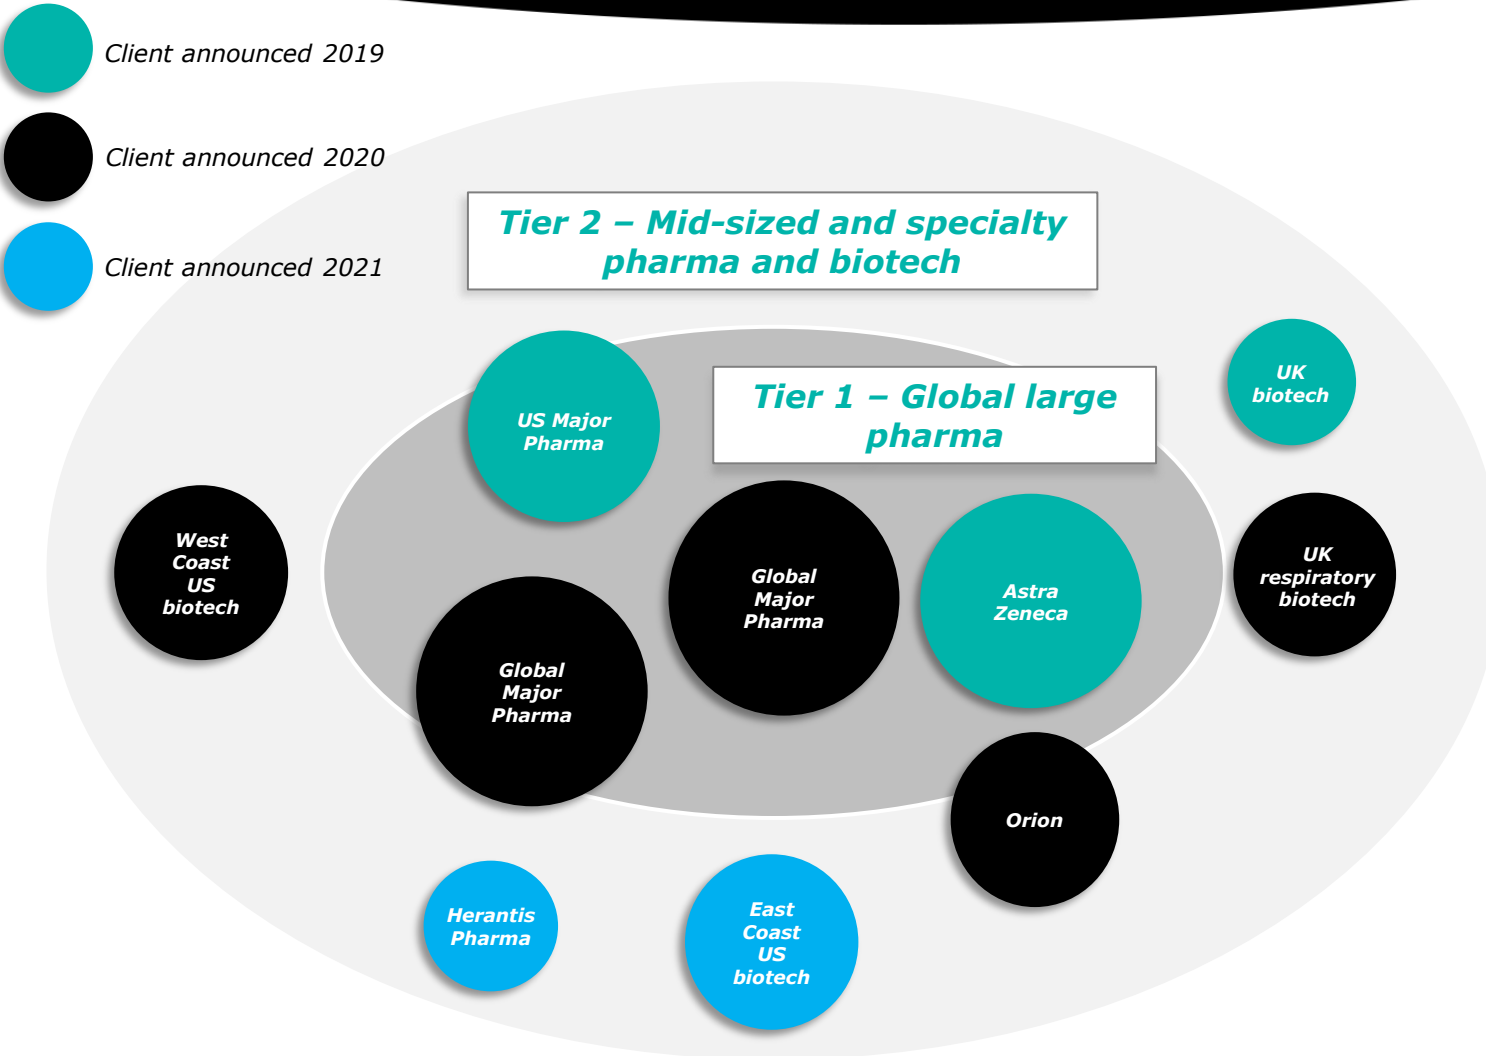 Client announced 2019
Client announced 2020
Client announced 2021
Tier 2 – Mid-sized and specialty
pharma and biotech
Tier 1 – Global large
pharma
US Major
Pharma
UK
biotech
West
Coast
US
biotech
Global
Major
Pharma
Astra
Zeneca
UK
respiratory
biotech
Global
Major
Pharma
Orion
Herantis
Pharma
East
Coast
US
biotech